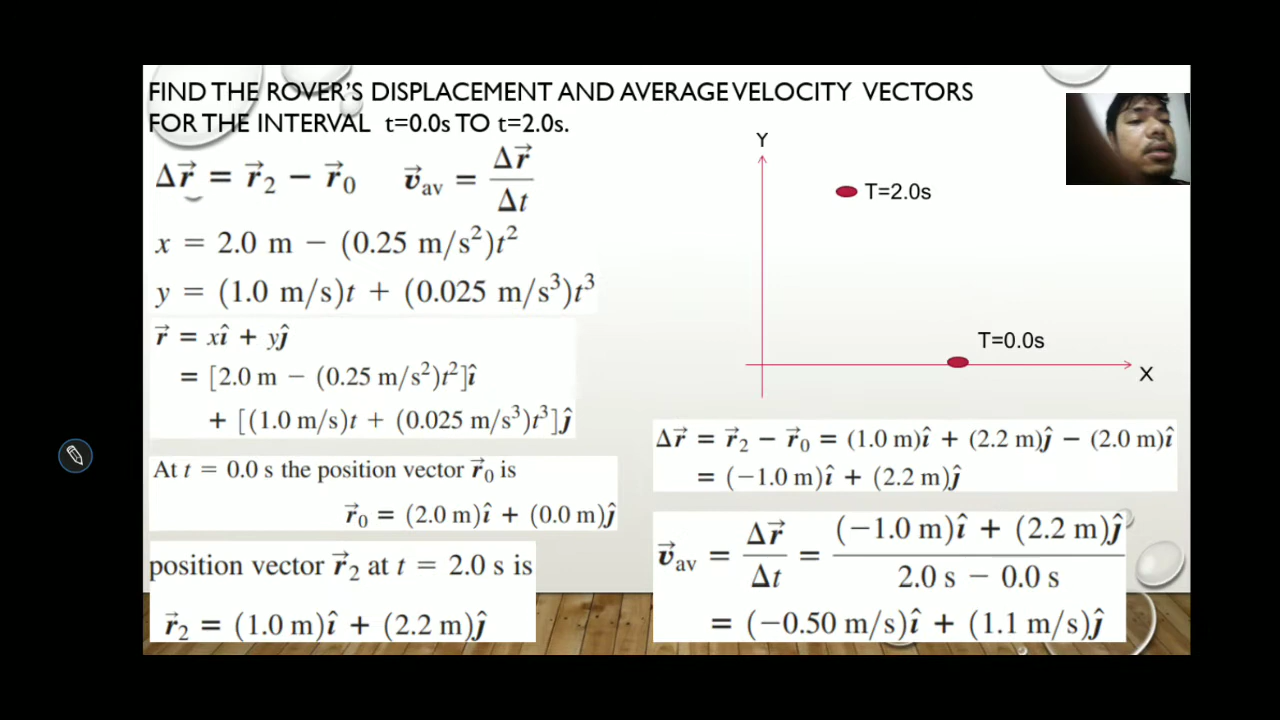 FIND THE ROVER'S DISPLACEMENT AND AVERAGE VELOCITY VECTORS
FOR THE INTERVAL t=0.0s TO t=2.0s.
Δr⃗ = r⃗₂ − r⃗₀ v⃗av = Δr⃗/Δt
x = 2.0 m − (0.25 m/s²)t²
y = (1.0 m/s)t + (0.025 m/s³)t³
r⃗ = xî + yĵ
= [2.0 m − (0.25 m/s²)t²]î
+ [(1.0 m/s)t + (0.025 m/s³)t³]ĵ
At t = 0.0 s the position vector r⃗₀ is
r⃗₀ = (2.0 m)î + (0.0 m)ĵ
position vector r⃗₂ at t = 2.0 s is
r⃗₂ = (1.0 m)î + (2.2 m)ĵ
Y
T=2.0s
T=0.0s
X
Δr⃗ = r⃗₂ − r⃗₀ = (1.0 m)î + (2.2 m)ĵ − (2.0 m)î
= (−1.0 m)î + (2.2 m)ĵ
v⃗av = Δr⃗/Δt = (−1.0 m)î + (2.2 m)ĵ / 2.0 s − 0.0 s
= (−0.50 m/s)î + (1.1 m/s)ĵ